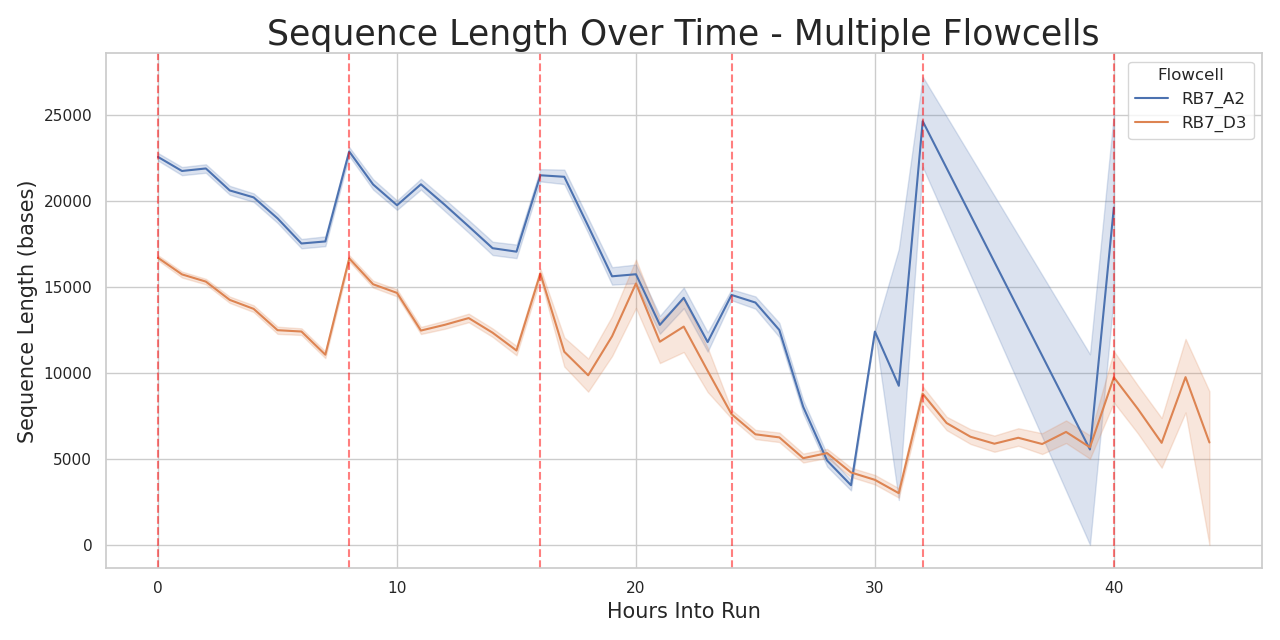 Sequence Length Over Time - Multiple Flowcells
Sequence Length (bases)
25000
20000
15000
10000
5000
0
0 10 20 30 40
Hours Into Run
Flowcell
RB7_A2
RB7_D3